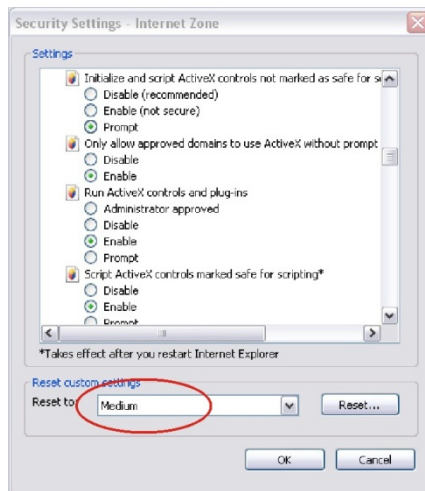 Security Settings - Internet Zone
Settings
Initialize and script ActiveX controls not marked as safe for
Disable (recommended)
Enable (not secure)
Prompt
Only allow approved domains to use ActiveX without prompt
Disable
Enable
Run ActiveX controls and plug-ins
Administrator approved
Disable
Enable
Prompt
Script ActiveX controls marked safe for scripting*
Disable
Enable
Prompt
*Takes effect after you restart Internet Explorer
Reset custom settings
Reset to: Medium Reset...
OK Cancel